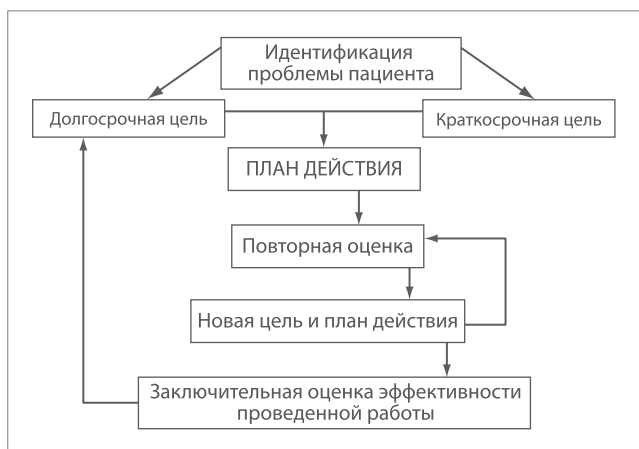 Идентификация
проблемы пациента
Долгосрочная цель
Краткосрочная цель
ПЛАН ДЕЙСТВИЯ
Повторная оценка
Новая цель и план действия
Заключительная оценка эффективности
проведенной работы